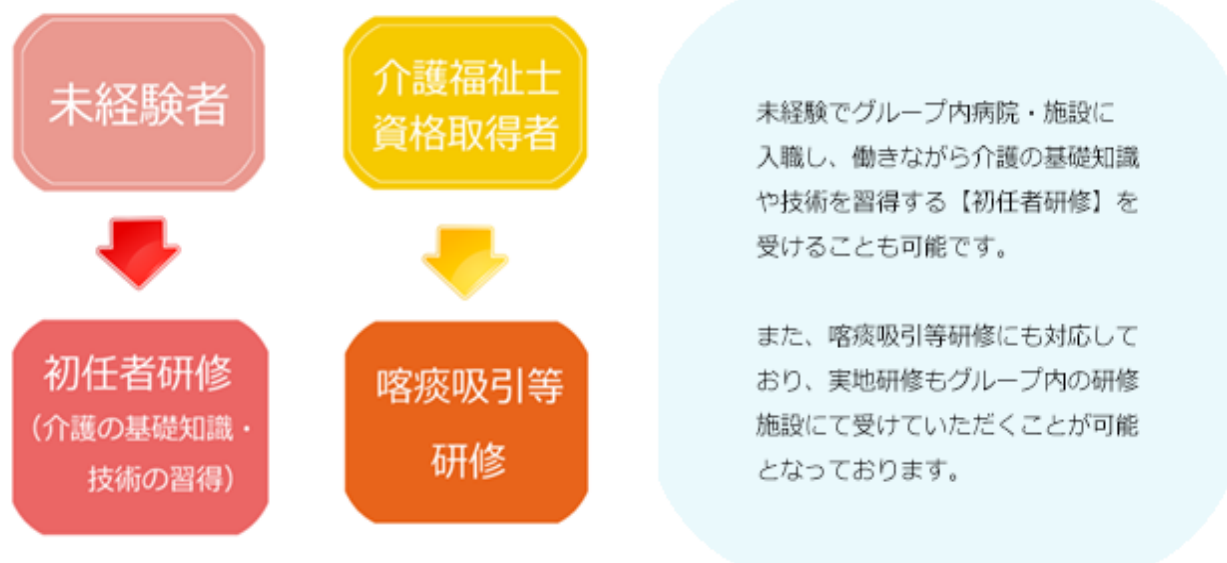 未経験者
初任者研修
（介護の基礎知識・
技術の習得）
介護福祉士
資格取得者
喀痰吸引等
研修
未経験でグループ内病院・施設に
入職し、働きながら介護の基礎知識
や技術を習得する【初任者研修】を
受けることも可能です。
また、喀痰吸引等研修にも対応して
おり、実地研修もグループ内の研修
施設にて受けていただくことが可能
となっております。